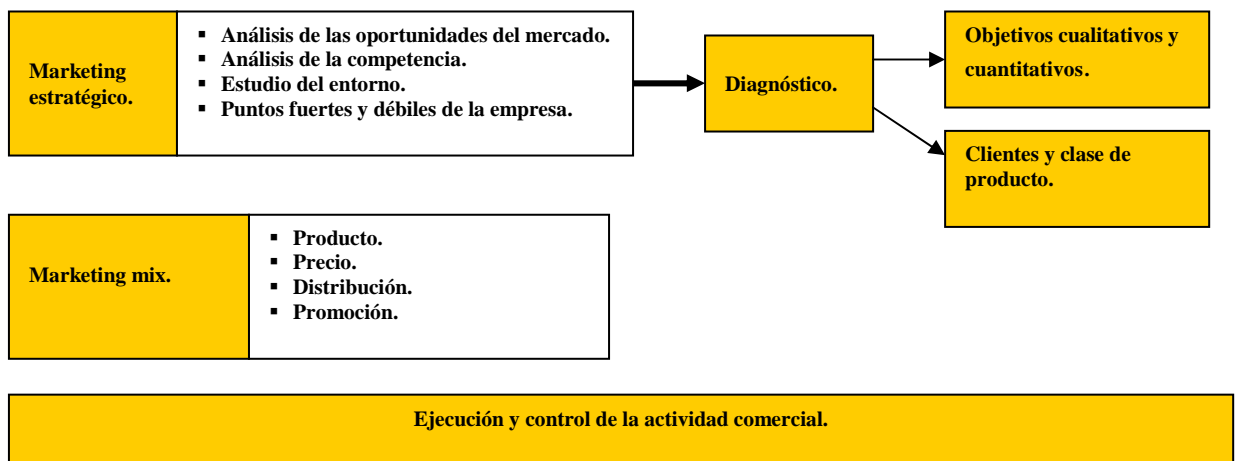 Marketing estratégico.
▪ Análisis de las oportunidades del mercado.
▪ Análisis de la competencia.
▪ Estudio del entorno.
▪ Puntos fuertes y débiles de la empresa.
Diagnóstico.
Objetivos cualitativos y
cuantitativos.
Clientes y clase de
producto.
Marketing mix.
▪ Producto.
▪ Precio.
▪ Distribución.
▪ Promoción.
Ejecución y control de la actividad comercial.